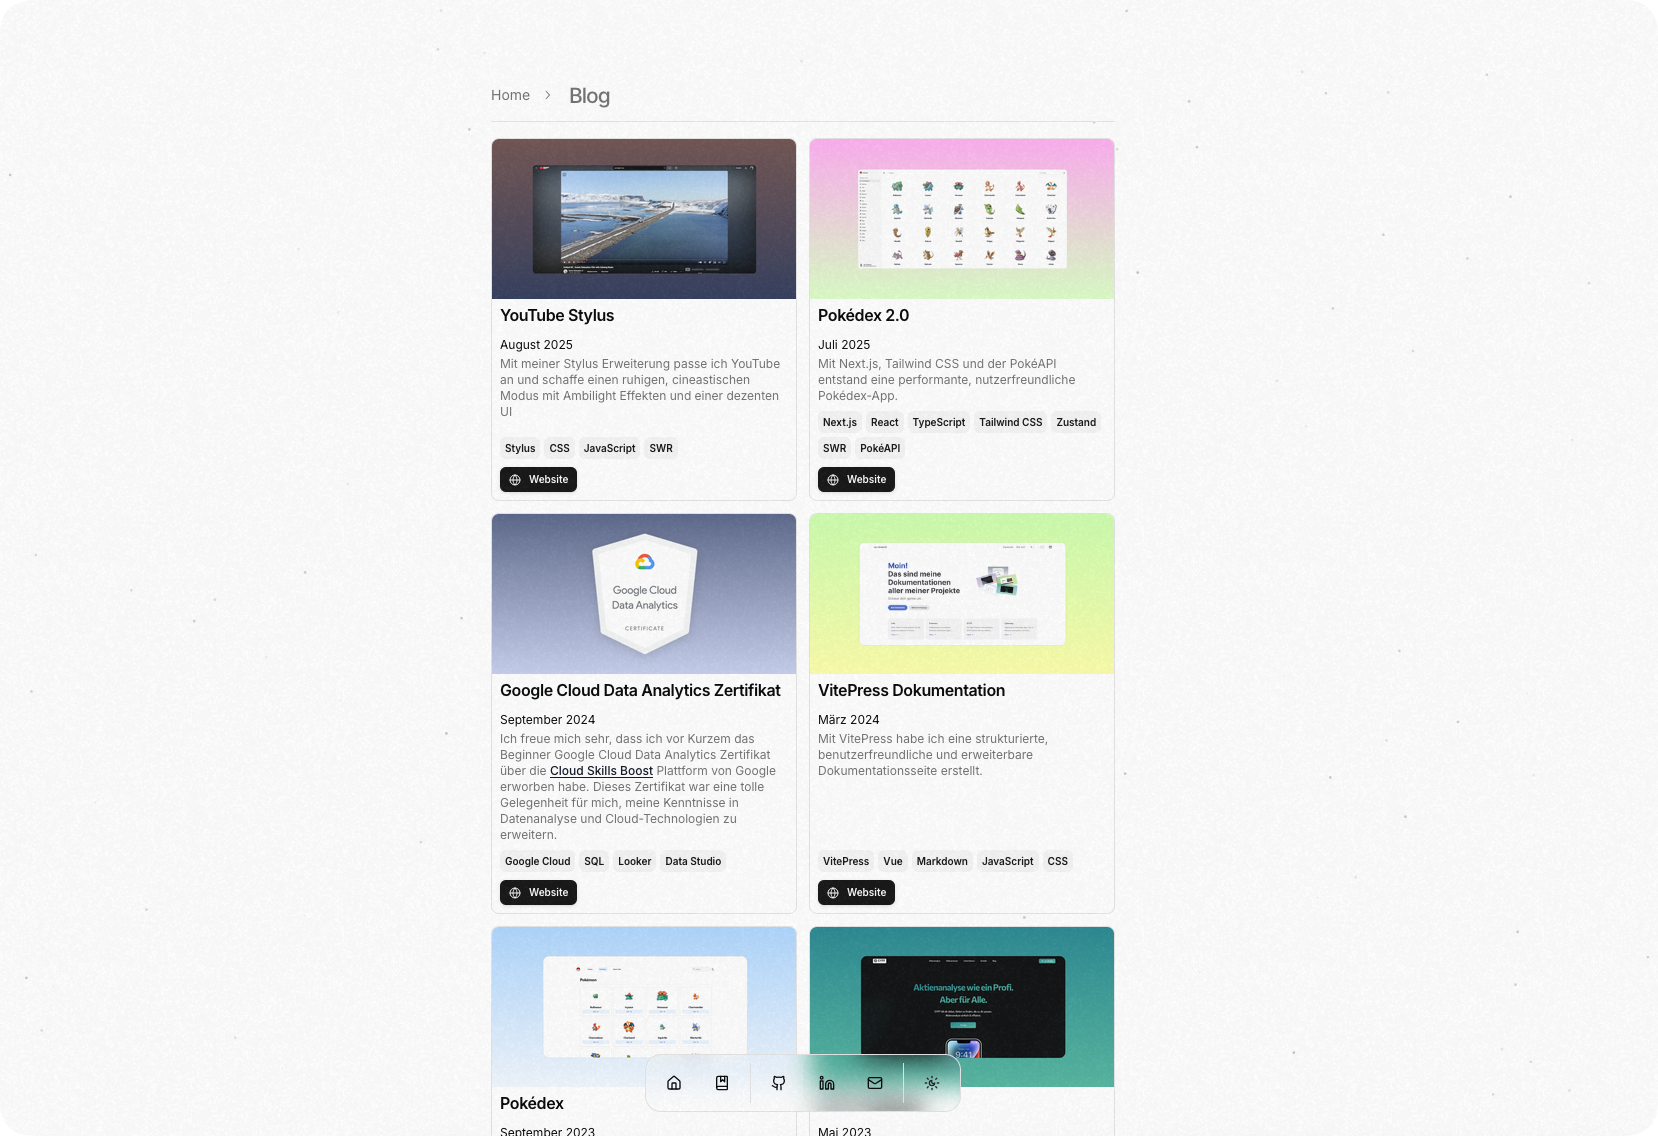 Home
Blog
YouTube Stylus
August 2025
Mit meiner Stylus Erweiterung passe ich YouTube
an und schaffe einen ruhigen, cineastischen
Modus mit Ambilight Effekten und einer dezenten
UI
Stylus CSS JavaScript SWR
Website
Pokédex 2.0
Juli 2025
Mit Next.js, Tailwind CSS und der PokéAPI
entstand eine performante, nutzerfreundliche
Pokédex-App.
Next.js React TypeScript Tailwind CSS Zustand
SWR PokéAPI
Website
Google Cloud
Data Analytics
CERTIFICATE
Google Cloud Data Analytics Zertifikat
September 2024
Ich freue mich sehr, dass ich vor Kurzem das
Beginner Google Cloud Data Analytics Zertifikat
über die Cloud Skills Boost Plattform von Google
erworben habe. Dieses Zertifikat war eine tolle
Gelegenheit für mich, meine Kenntnisse in
Datenanalyse und Cloud-Technologien zu
erweitern.
Google Cloud SQL Looker Data Studio
Website
Moin!
Das sind meine
Dokumentationen
aller meiner Projekte
VitePress Dokumentation
März 2024
Mit VitePress habe ich eine strukturierte,
benutzerfreundliche und erweiterbare
Dokumentationsseite erstellt.
VitePress Vue Markdown JavaScript CSS
Website
Pokémon
Pokédex
September 2023
Aktienanalyse wie ein Profi.
Aber für Alle.
9:41
Mai 2023